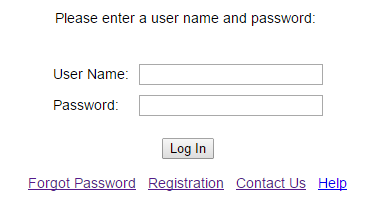 Please enter a user name and password:
User Name:
Password:
Log In
Forgot Password Registration Contact Us Help